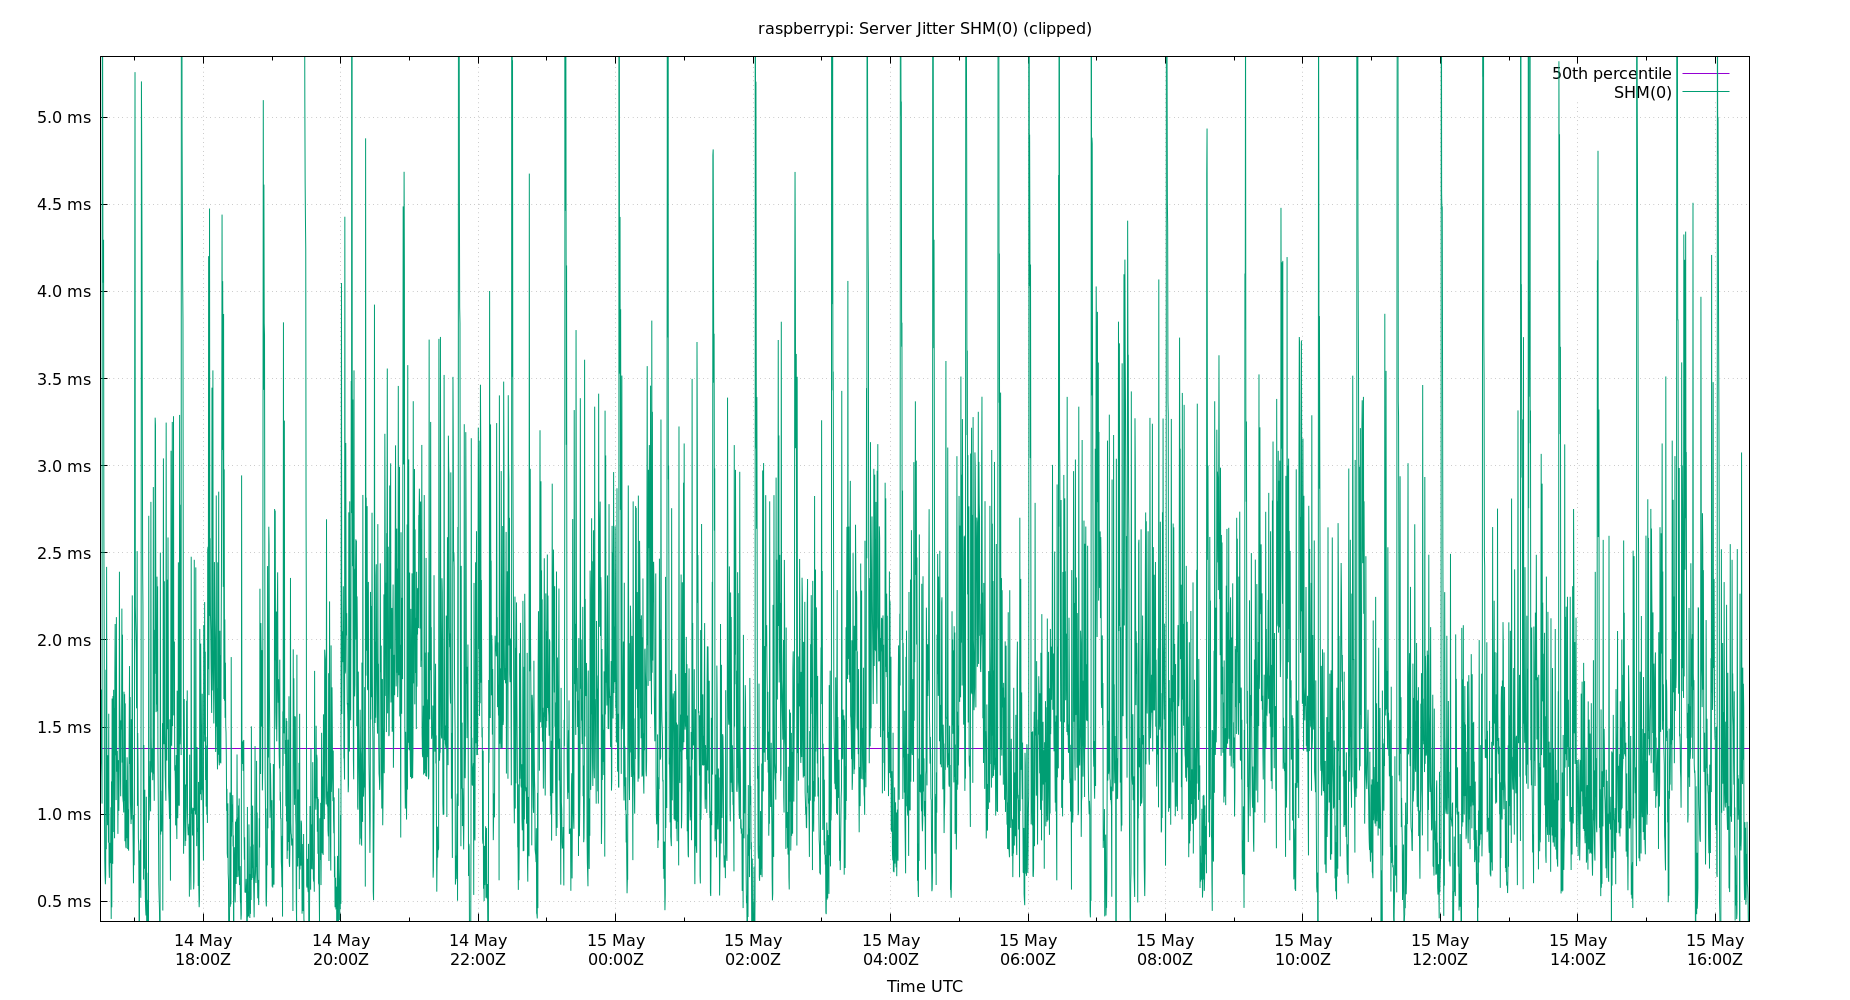 raspberrypi: Server Jitter SHM(0) (clipped)
50th percentile
SHM(0)
5.0 ms
4.5 ms
4.0 ms
3.5 ms
3.0 ms
2.5 ms
2.0 ms
1.5 ms
1.0 ms
0.5 ms
14 May 14 May 14 May 15 May 15 May 15 May 15 May 15 May 15 May 15 May 15 May 15 May
18:00Z 20:00Z 22:00Z 00:00Z 02:00Z 04:00Z 06:00Z 08:00Z 10:00Z 12:00Z 14:00Z 16:00Z
Time UTC